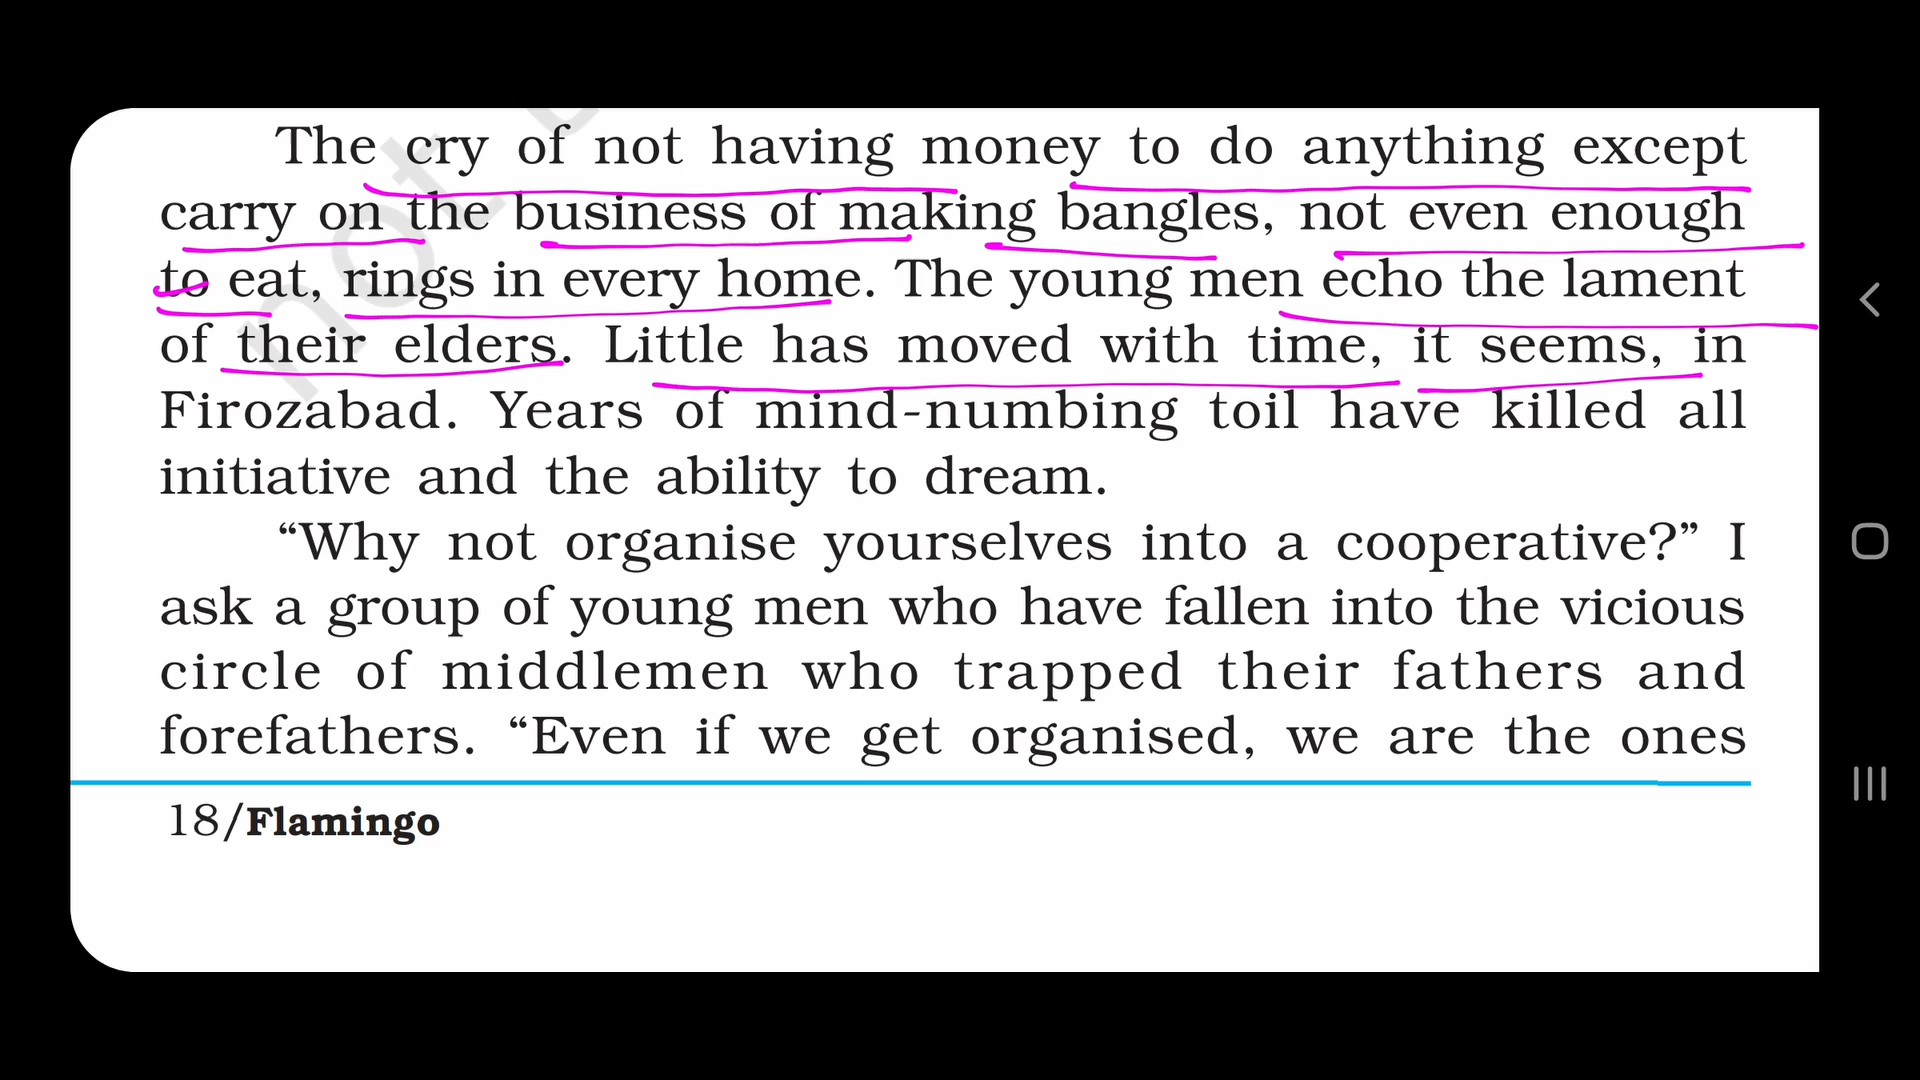 The cry of not having money to do anything except
carry on the business of making bangles, not even enough
to eat, rings in every home. The young men echo the lament
of their elders. Little has moved with time, it seems, in
Firozabad. Years of mind-numbing toil have killed all
initiative and the ability to dream.
“Why not organise yourselves into a cooperative?” I
ask a group of young men who have fallen into the vicious
circle of middlemen who trapped their fathers and
forefathers. “Even if we get organised, we are the ones
18/Flamingo
not